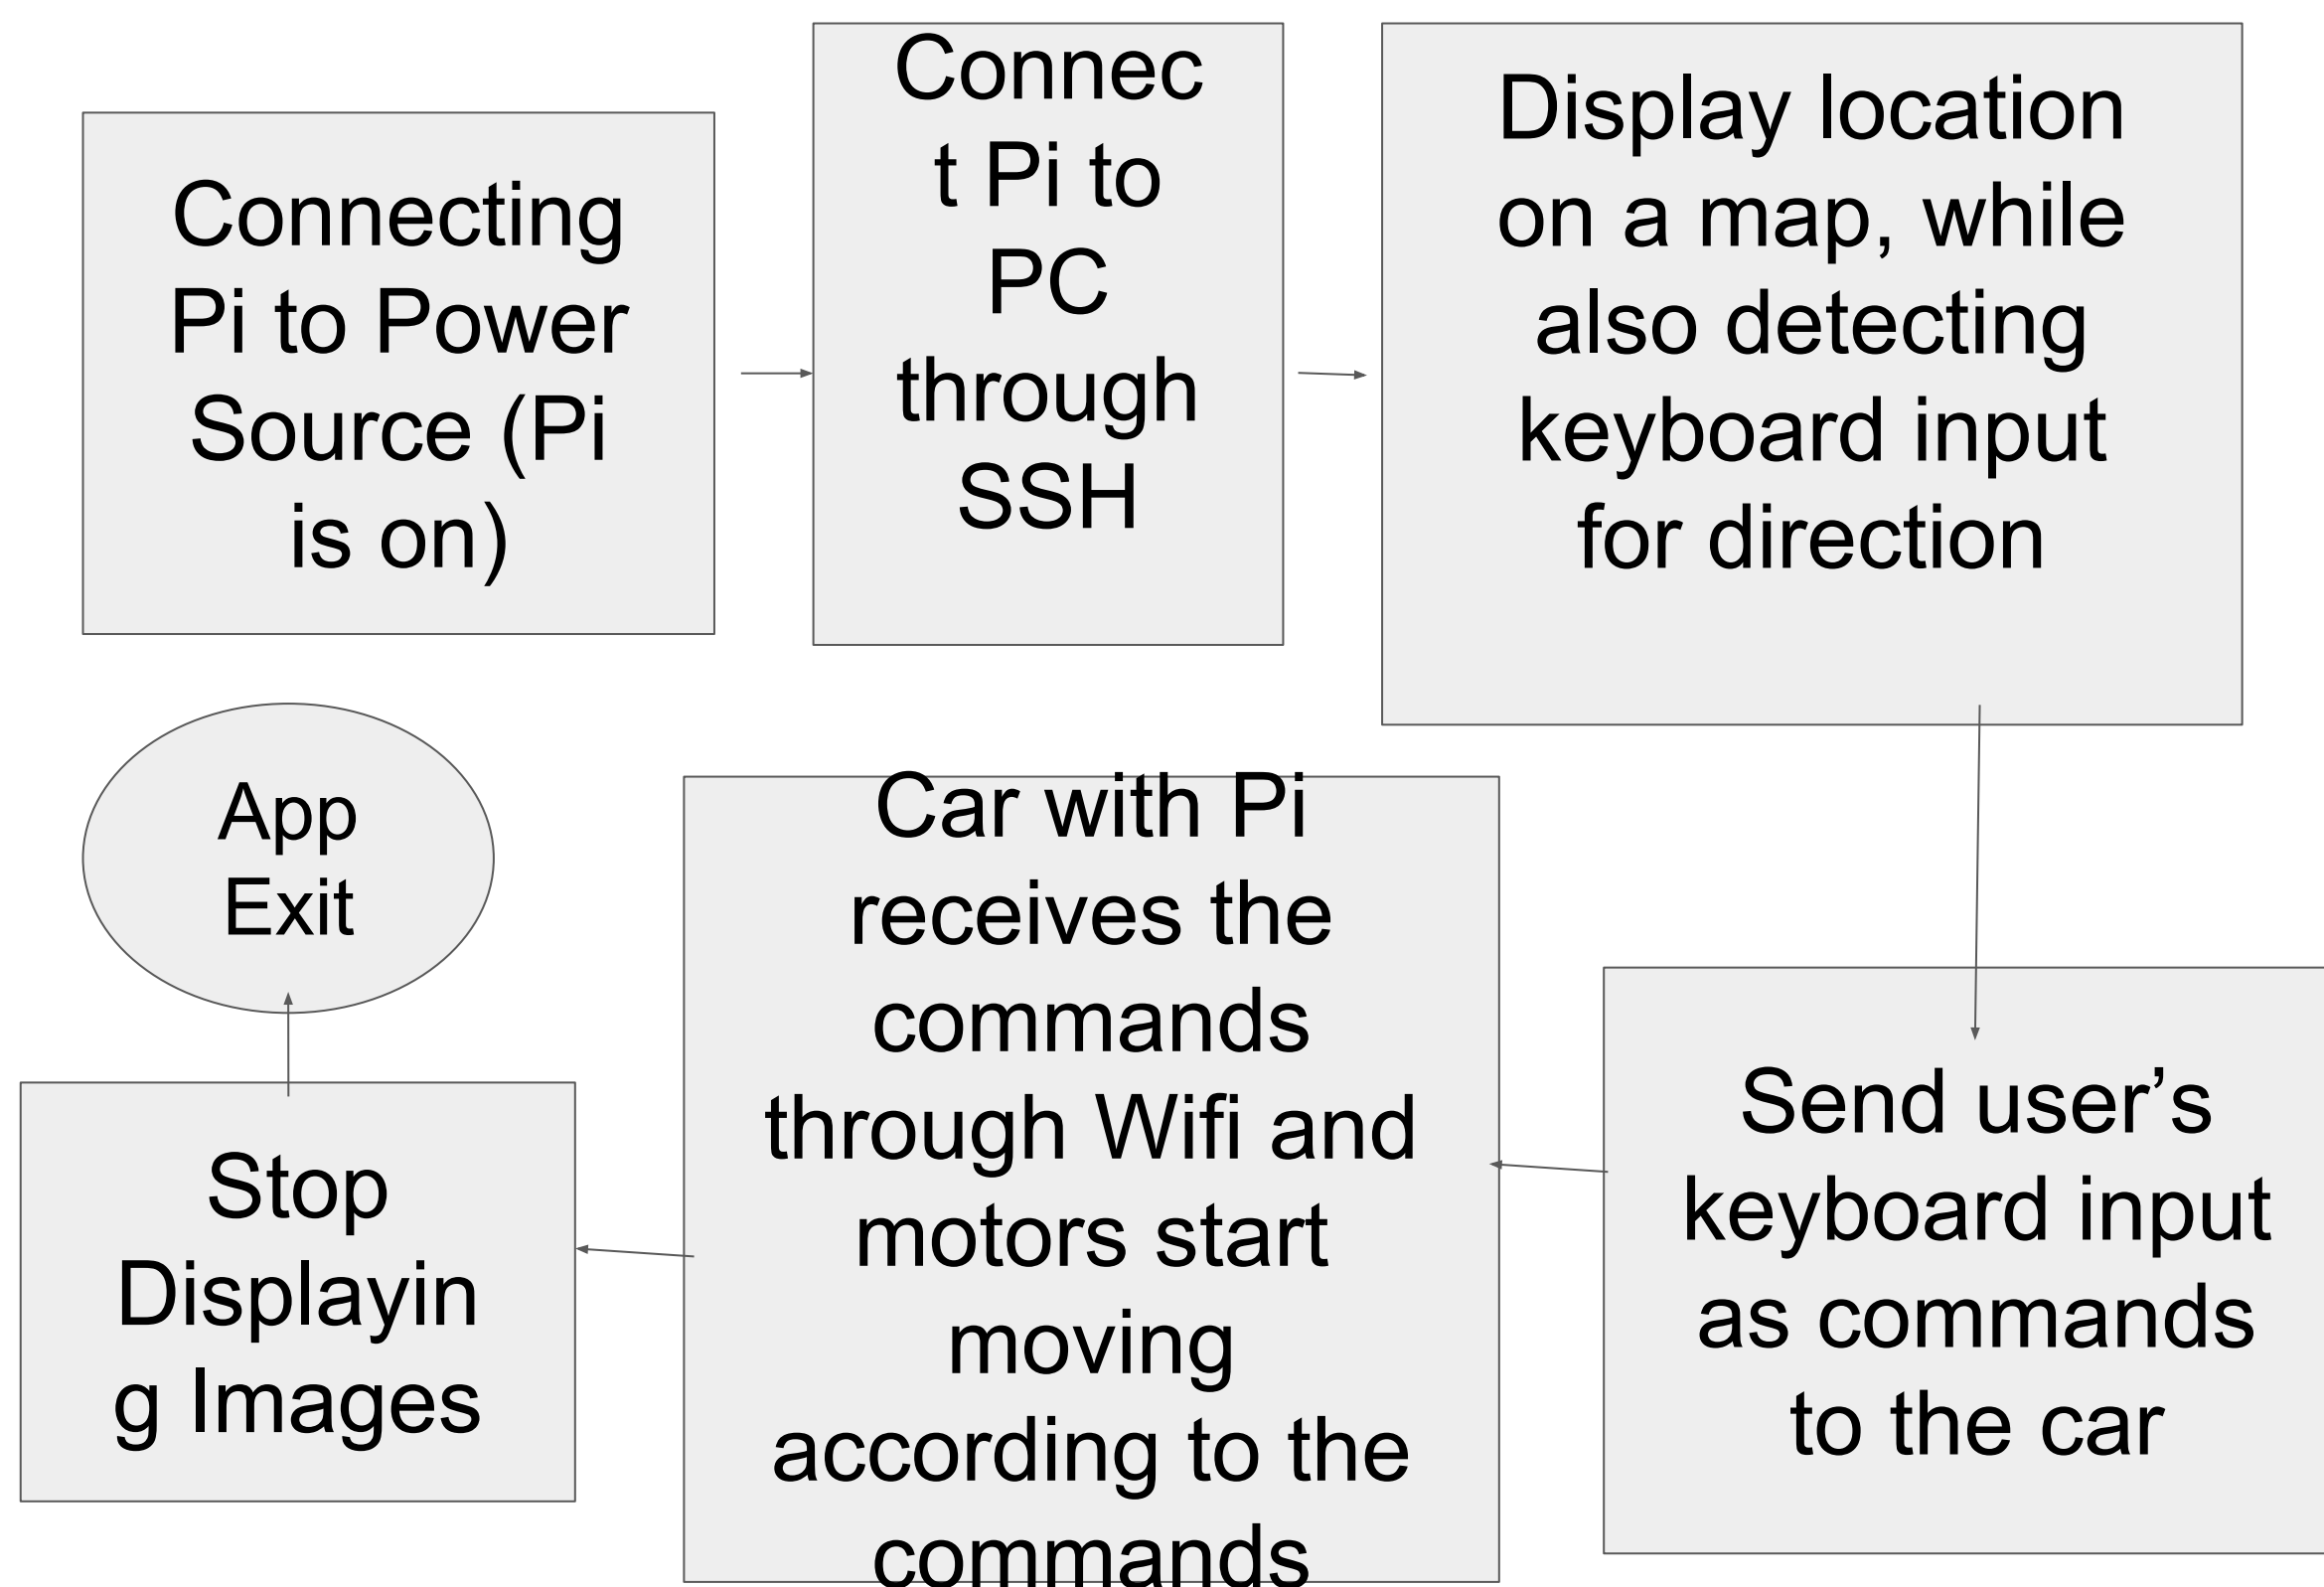 Connecting
Pi to Power
Source (Pi
is on)
Connec
t Pi to
PC
through
SSH
Display location
on a map, while
also detecting
keyboard input
for direction
Send user’s
keyboard input
as commands
to the car
Car with Pi
receives the
commands
through Wifi and
motors start
moving
according to the
commands
Stop
Displayin
g Images
App
Exit